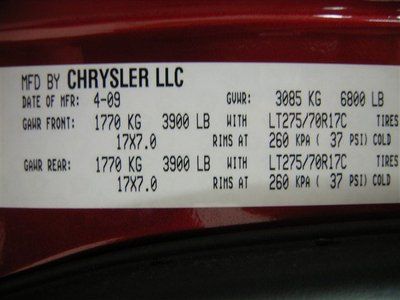 MFD BY CHRYSLER LLC
DATE OF MFR: 4-09 GVWR: 3085 KG 6800 LB
GAWR FRONT: 1770 KG 3900 LB WITH LT275/70R17C TIRES
17X7.0 RIMS AT 260 KPA ( 37 PSI) COLD
GAWR REAR: 1770 KG 3900 LB WITH LT275/70R17C TIRES
17X7.0 RIMS AT 260 KPA ( 37 PSI) COLD